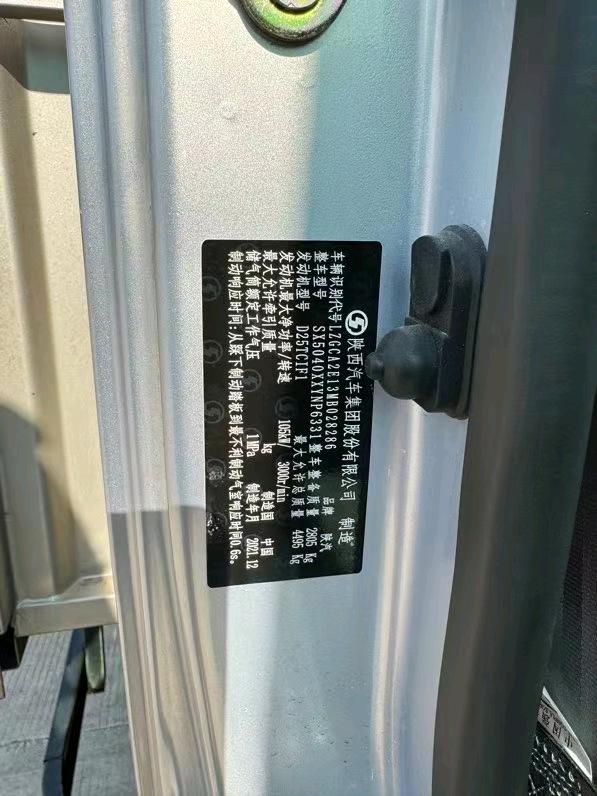 陕西汽车集团股份有限公司 制造
车辆识别代号 LZGCA2E13MB028286 品牌 陕汽
整车型号 SX5040XXYNP6331 整车整备质量 2805 Kg
发动机型号 D25TCIF1 最大允许总质量 4495 Kg
发动机最大净功率/转速 105kW/ 3000r/min
最大允许牵引质量 kg 制造国 中国
储气筒额定工作气压 1MPa 制造年月 2021.12
制动响应时间:从踩下制动踏板到最不利制动气室响应时间0.6s。